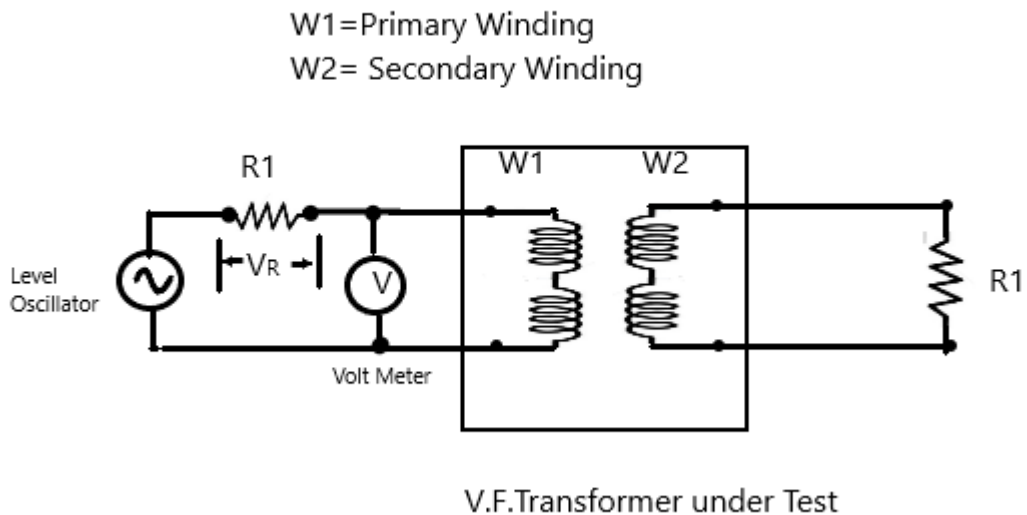 W1=Primary Winding
W2= Secondary Winding
R1
W1
W2
VR
V
Level
Oscillator
R1
Volt Meter
V.F.Transformer under Test